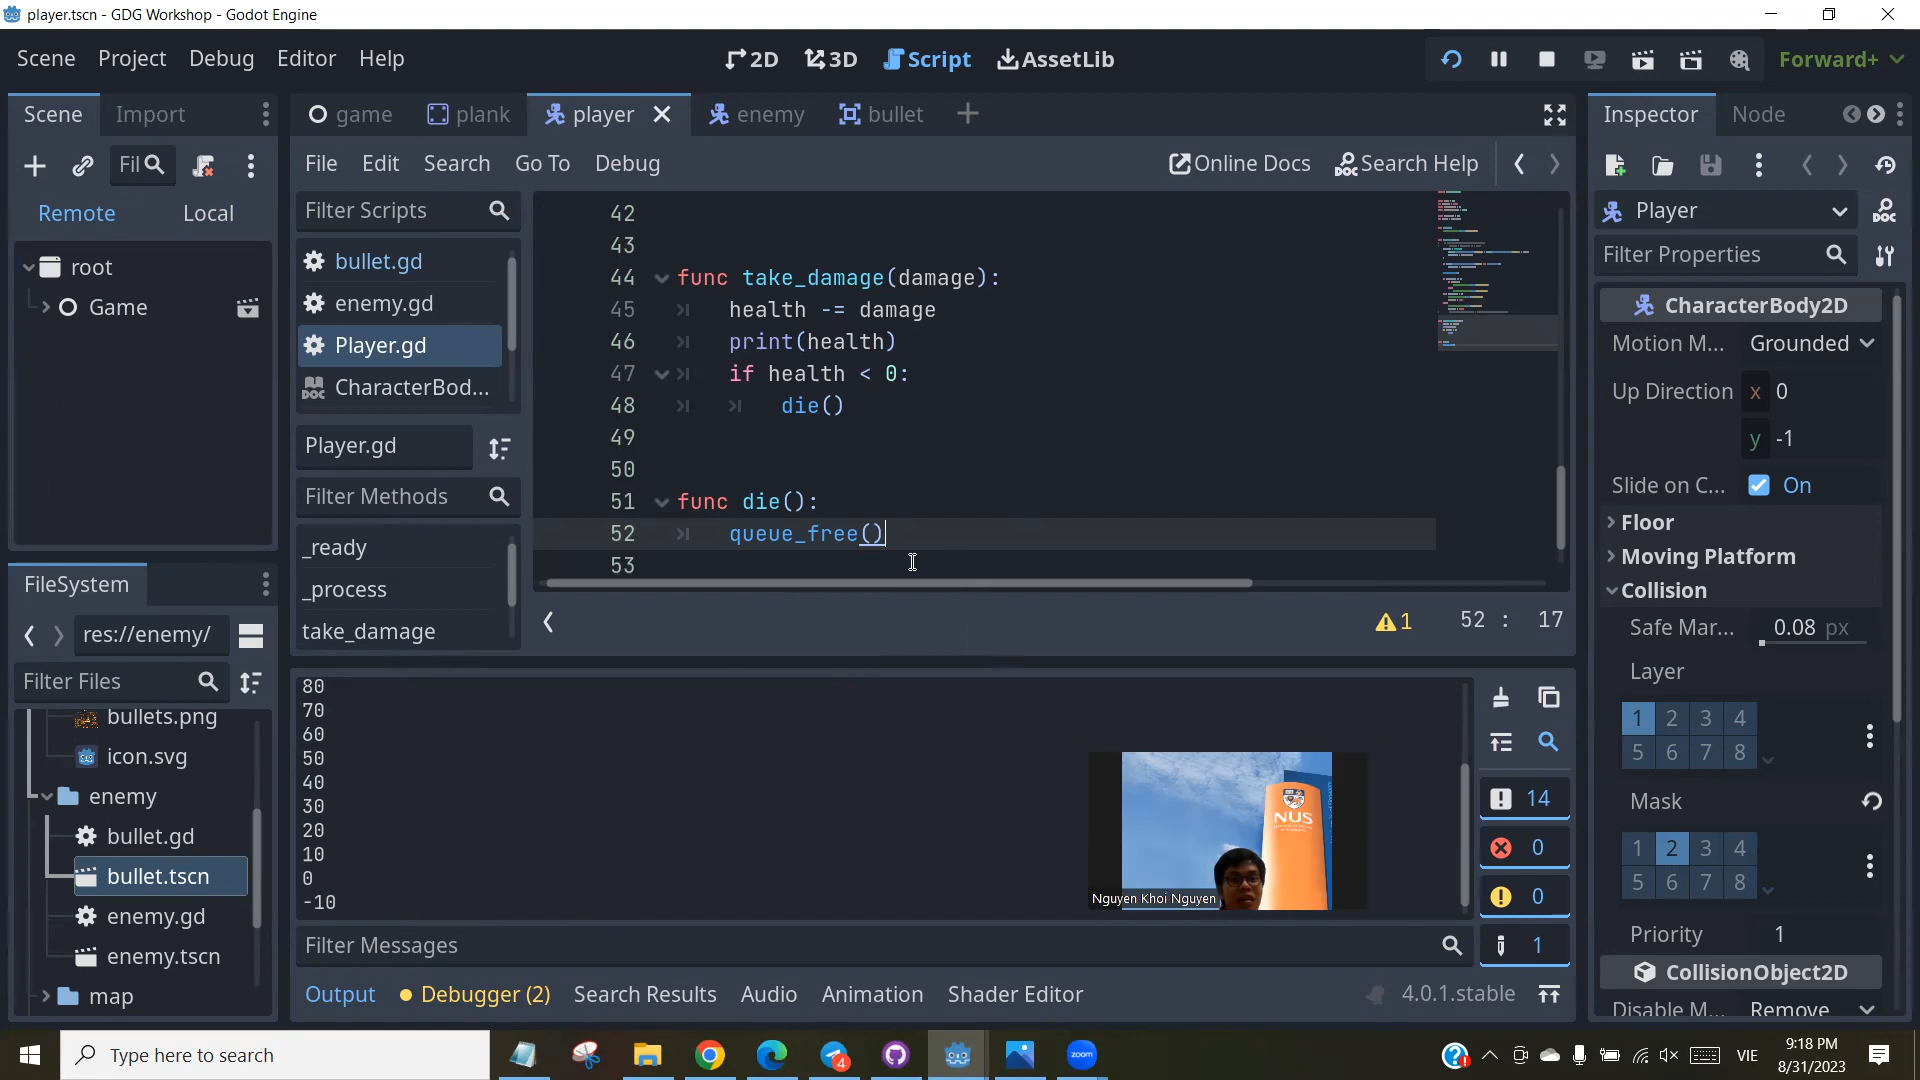 player.tscn - GDG Workshop - Godot Engine
Scene Project Debug Editor Help
2D 3D Script AssetLib
Forward+
Scene Import
game plank player enemy bullet
Inspector Node
Fil
File Edit Search Go To Debug
Online Docs Search Help
Remote Local
Filter Scripts
Player
Filter Properties
root
Game
bullet.gd
enemy.gd
Player.gd
CharacterBod...
Player.gd
Filter Methods
_ready
_process
take_damage
42
43
44 func take_damage(damage):
45 health -= damage
46 print(health)
47 if health < 0:
48 die()
49
50
51 func die():
52 queue_free()
53
1 52 : 17
CharacterBody2D
Motion M... Grounded
Up Direction x 0
y -1
Slide on C... On
Floor
Moving Platform
Collision
Safe Mar... 0.08 px
Layer
1 2 3 4
5 6 7 8
Mask
1 2 3 4
5 6 7 8
Priority 1
CollisionObject2D
Disable M... Remove
FileSystem
res://enemy/
Filter Files
bullets.png
icon.svg
enemy
bullet.gd
bullet.tscn
enemy.gd
enemy.tscn
map
80
70
60
50
40
30
20
10
0
-10
NUS
Nguyen Khoi Nguyen
14
0
0
1
Filter Messages
Output Debugger (2) Search Results Audio Animation Shader Editor
4.0.1.stable
Type here to search
4
zoom
VIE
9:18 PM
8/31/2023